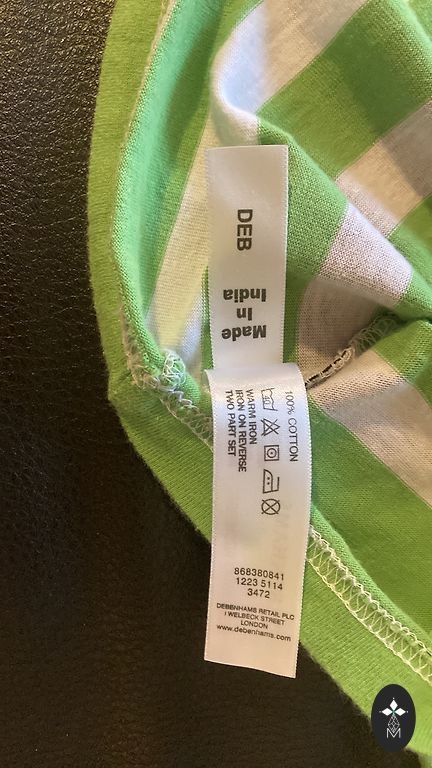 DEB
Made
In
India
100% COTTON
WARM IRON
IRON ON REVERSE
TWO PART SET
868380841
1223 5114
3472
DEBENHAMS RETAIL PLC
1 WELBECK STREET
LONDON
www.debenhams.com
M